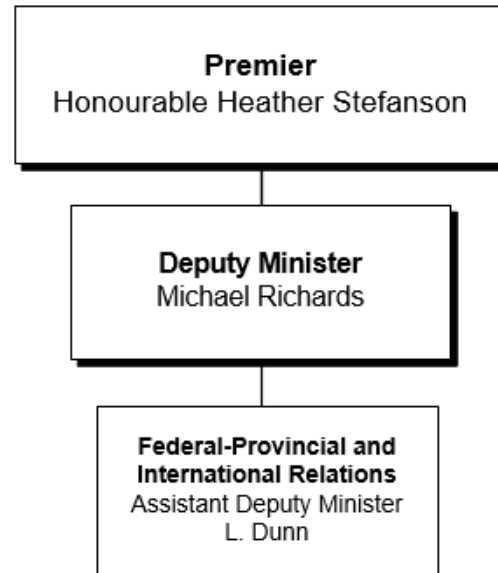 Premier
Honourable Heather Stefanson
Deputy Minister
Michael Richards
Federal-Provincial and
International Relations
Assistant Deputy Minister
L. Dunn